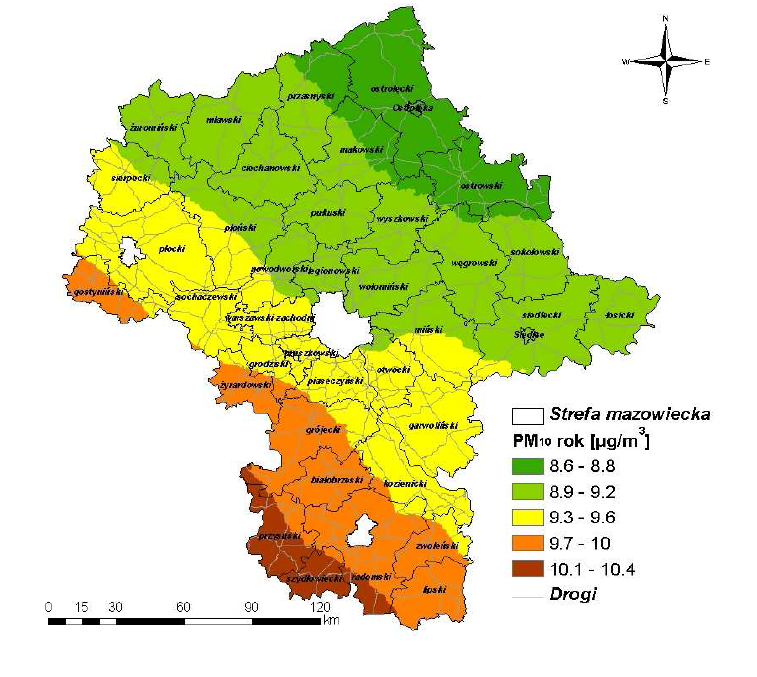 N
W E
S
ostrołęcki
Ostrołęka
przasnyski
żuromiński
mławski
makowski
ciechanowski
sierpecki
ostrowski
pułtuski
wyszkowski
płoński
płocki
sokołowski
węgrowski
nowodworski
legionowski
wołomiński
gostyniński
sochaczewski
warszawski zachodni
siedlecki
łosicki
Siedlce
miński
pruszkowski
grodziski
otwocki
piaseczyński
żyrardowski
garwoliński
grójecki
białobrzeski
kozienicki
przysuski
zwoleński
szydłowiecki
radomski
lipski
Strefa mazowiecka
PM10 rok [µg/m3]
8.6 - 8.8
8.9 - 9.2
9.3 - 9.6
9.7 - 10
10.1 - 10.4
Drogi
0 15 30 60 90 120
km